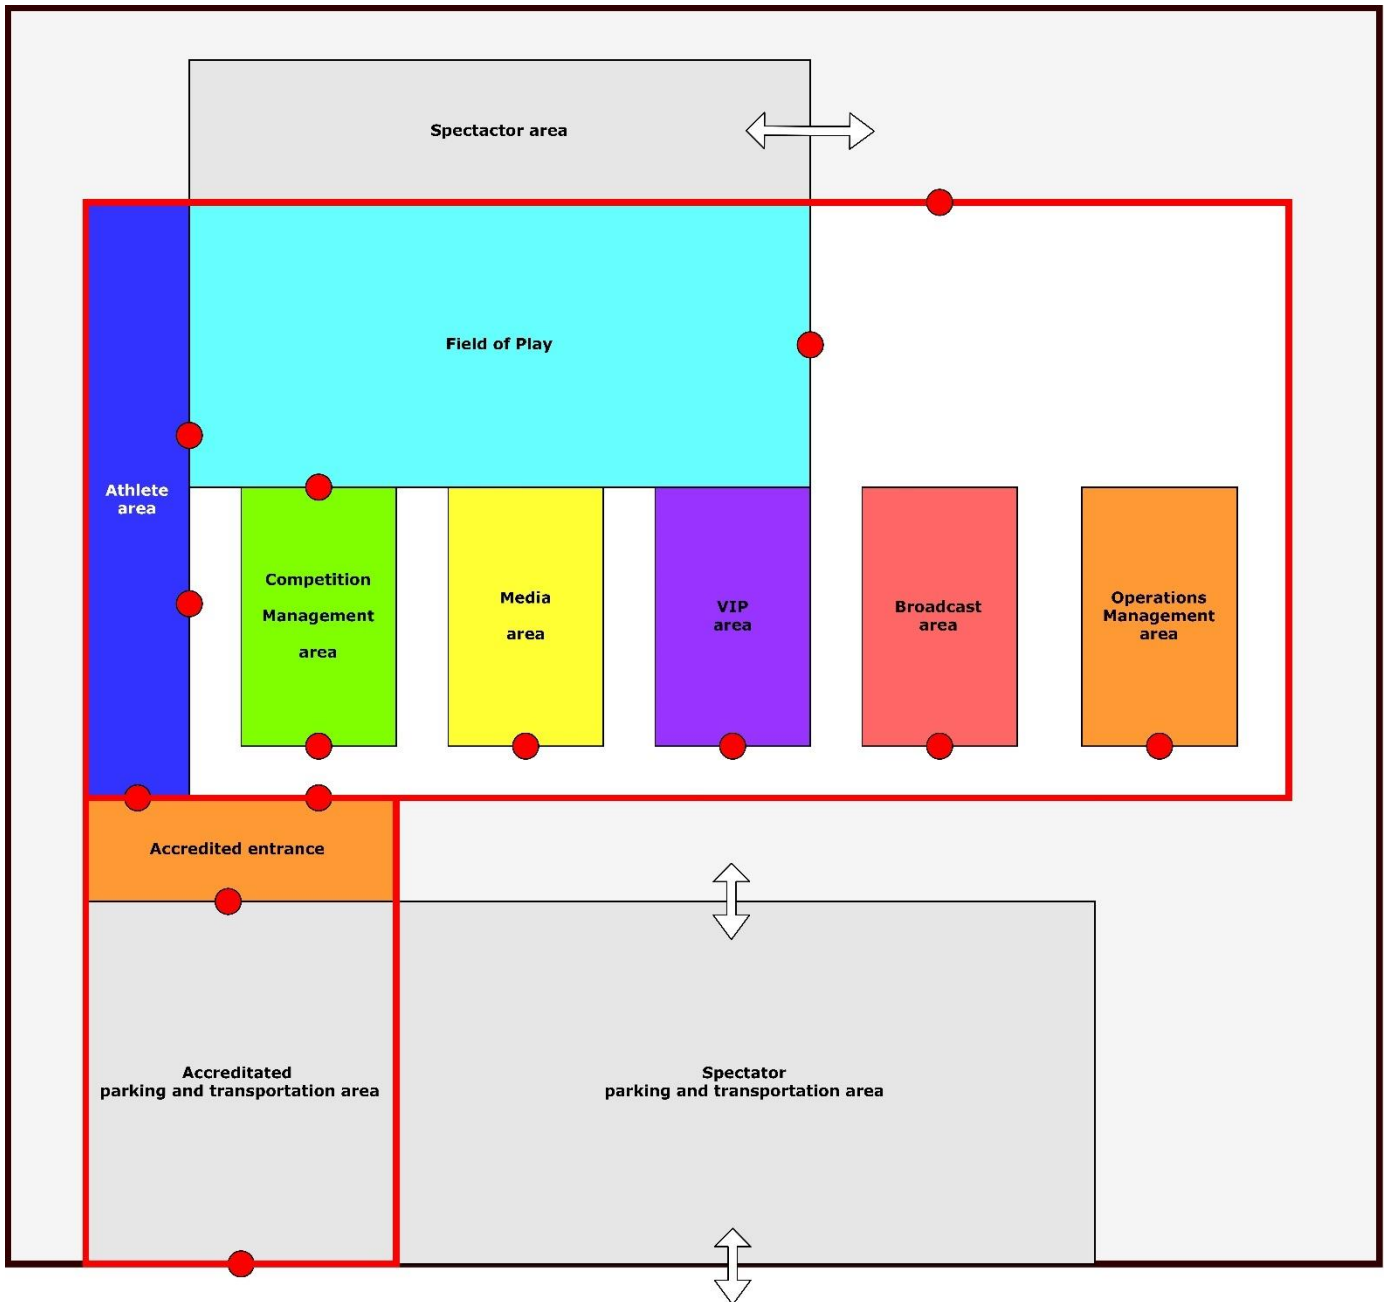 Spectactor area
Field of Play
Athlete
area
Competition
Management
area
Media
area
VIP
area
Broadcast
area
Operations
Management
area
Accredited entrance
Accreditated
parking and transportation area
Spectator
parking and transportation area